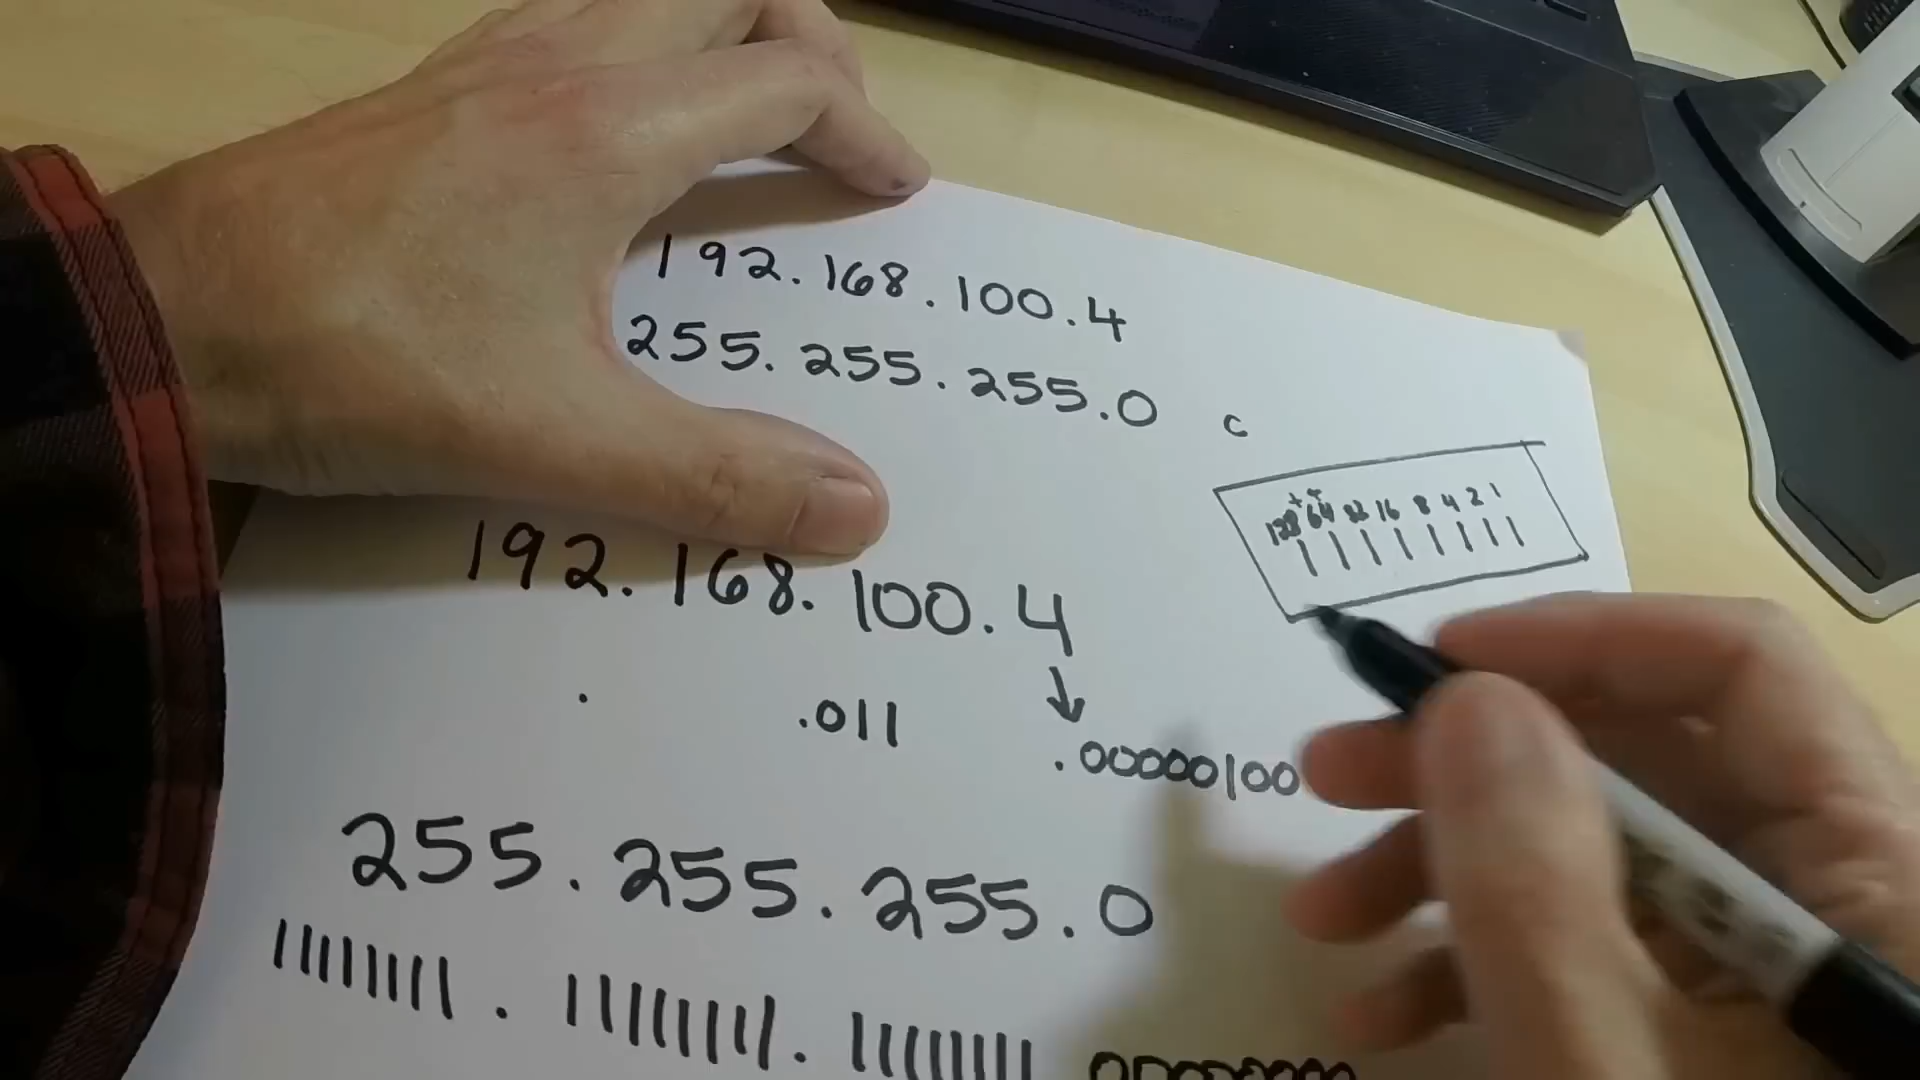 192.168.100.4
255.255.255.0 C
+ +
128 64 32 16 8 4 2 1
| | | | | | | |
192.168.100.4
↓
. .011 .00000100
255.255.255.0
11111111.11111111.11111111 00000000